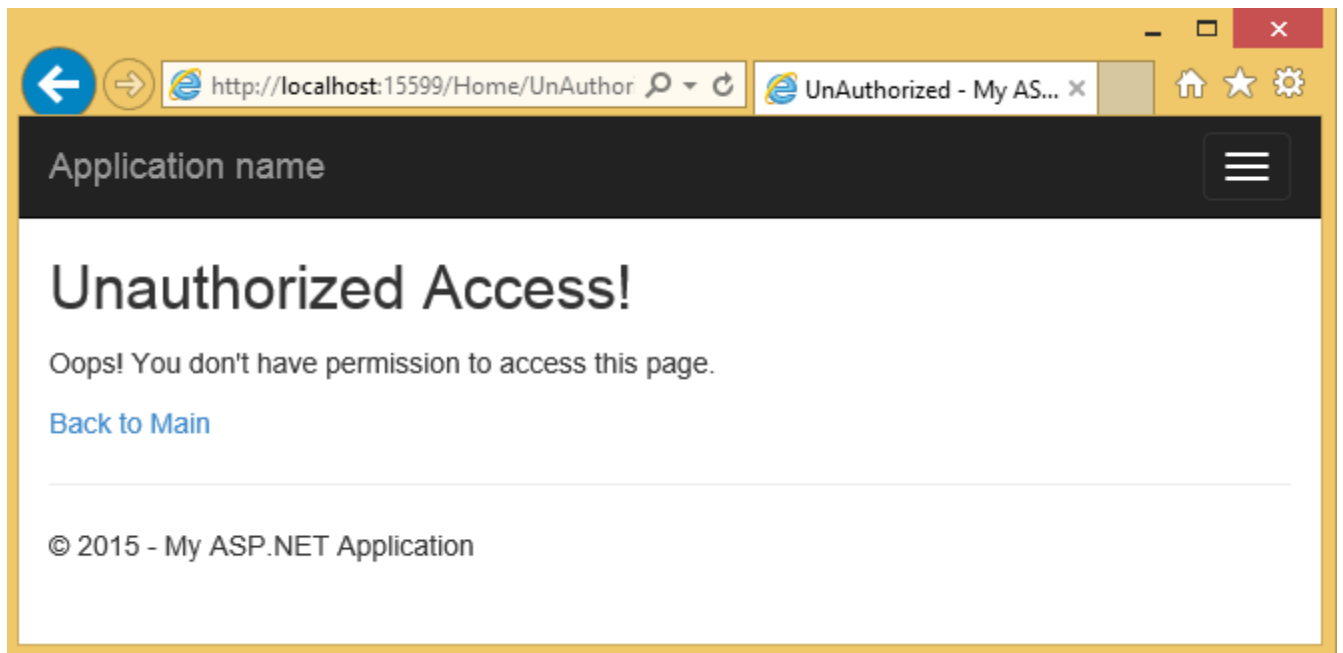 http://localhost:15599/Home/UnAuthor
UnAuthorized - My AS...
Application name
Unauthorized Access!
Oops! You don't have permission to access this page.
Back to Main
© 2015 - My ASP.NET Application